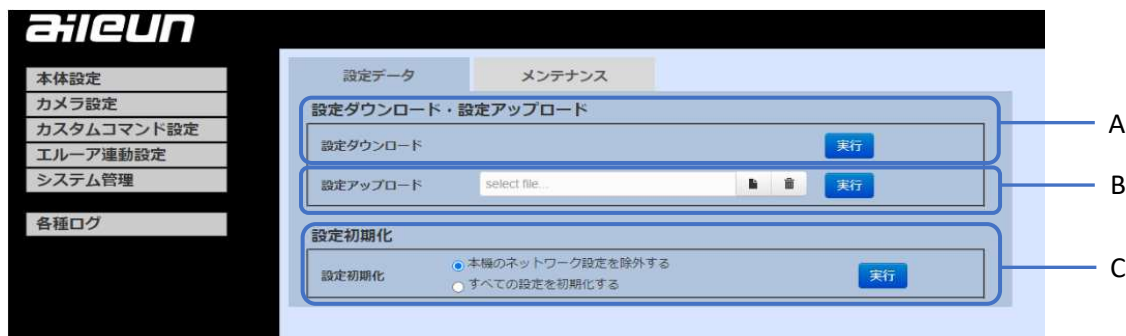 aileun
本体設定
カメラ設定
カスタムコマンド設定
エルーア連動設定
システム管理
各種ログ
設定データ
メンテナンス
設定ダウンロード・設定アップロード
設定ダウンロード
実行
A
設定アップロード
select file...
実行
B
設定初期化
設定初期化
本機のネットワーク設定を除外する
すべての設定を初期化する
実行
C